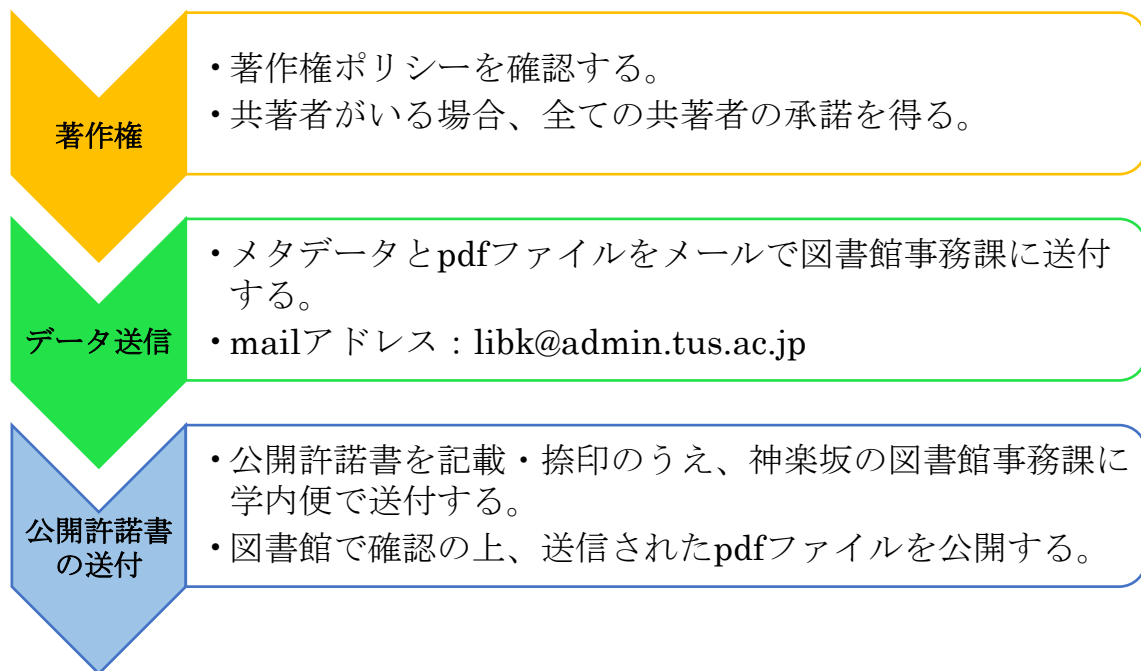 著作権
・著作権ポリシーを確認する。
・共著者がいる場合、全ての共著者の承諾を得る。
データ送信
・メタデータとpdfファイルをメールで図書館事務課に送付
する。
・mailアドレス：libk@admin.tus.ac.jp
公開許諾書
の送付
・公開許諾書を記載・捺印のうえ、神楽坂の図書館事務課に
学内便で送付する。
・図書館で確認の上、送信されたpdfファイルを公開する。